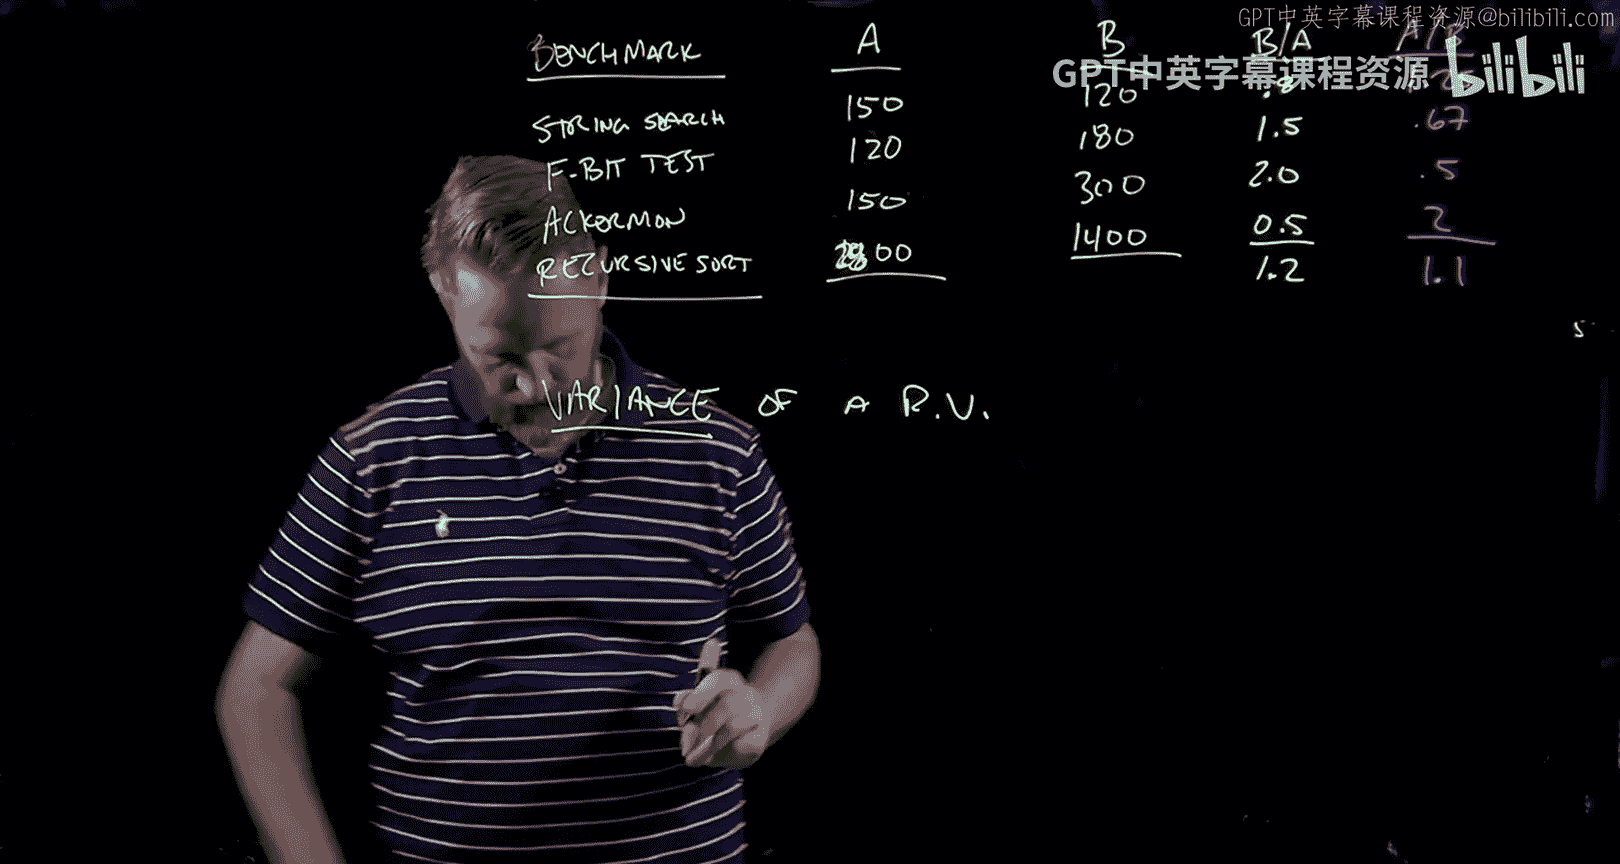 GPT中英字幕课程资源@bilibili.com
GPT中英字幕课程资源 bilibili
BENCHMARK A B B/A A/B
STRING SEARCH 150 120 .8
F-BIT TEST 120 180 1.5 .67
ACKERMON 150 300 2.0 .5
RECURSIVE SORT 00 1400 0.5 2
1.2 1.1
VARIANCE OF A R.V.